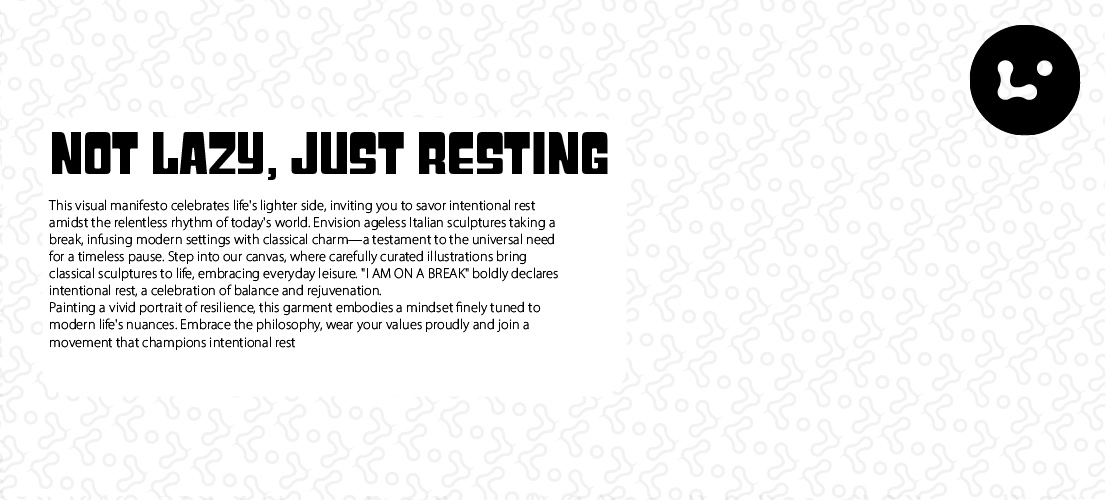 NOT LAZY, JUST RESTING
This visual manifesto celebrates life's lighter side, inviting you to savor intentional rest
amidst the relentless rhythm of today's world. Envision ageless Italian sculptures taking a
break, infusing modern settings with classical charm—a testament to the universal need
for a timeless pause. Step into our canvas, where carefully curated illustrations bring
classical sculptures to life, embracing everyday leisure. "I AM ON A BREAK" boldly declares
intentional rest, a celebration of balance and rejuvenation.
Painting a vivid portrait of resilience, this garment embodies a mindset finely tuned to
modern life's nuances. Embrace the philosophy, wear your values proudly and join a
movement that champions intentional rest